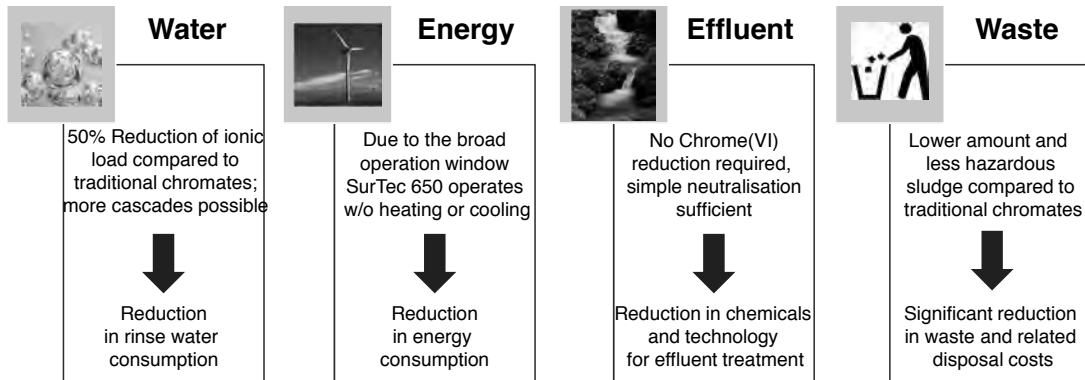 Water
50% Reduction of ionic
load compared to
traditional chromates;
more cascades possible
Reduction
in rinse water
consumption
Energy
Due to the broad
operation window
SurTec 650 operates
w/o heating or cooling
Reduction
in energy
consumption
Effluent
No Chrome(VI)
reduction required,
simple neutralisation
sufficient
Reduction in chemicals
and technology
for effluent treatment
Waste
Lower amount and
less hazardous
sludge compared to
traditional chromates
Significant reduction
in waste and related
disposal costs